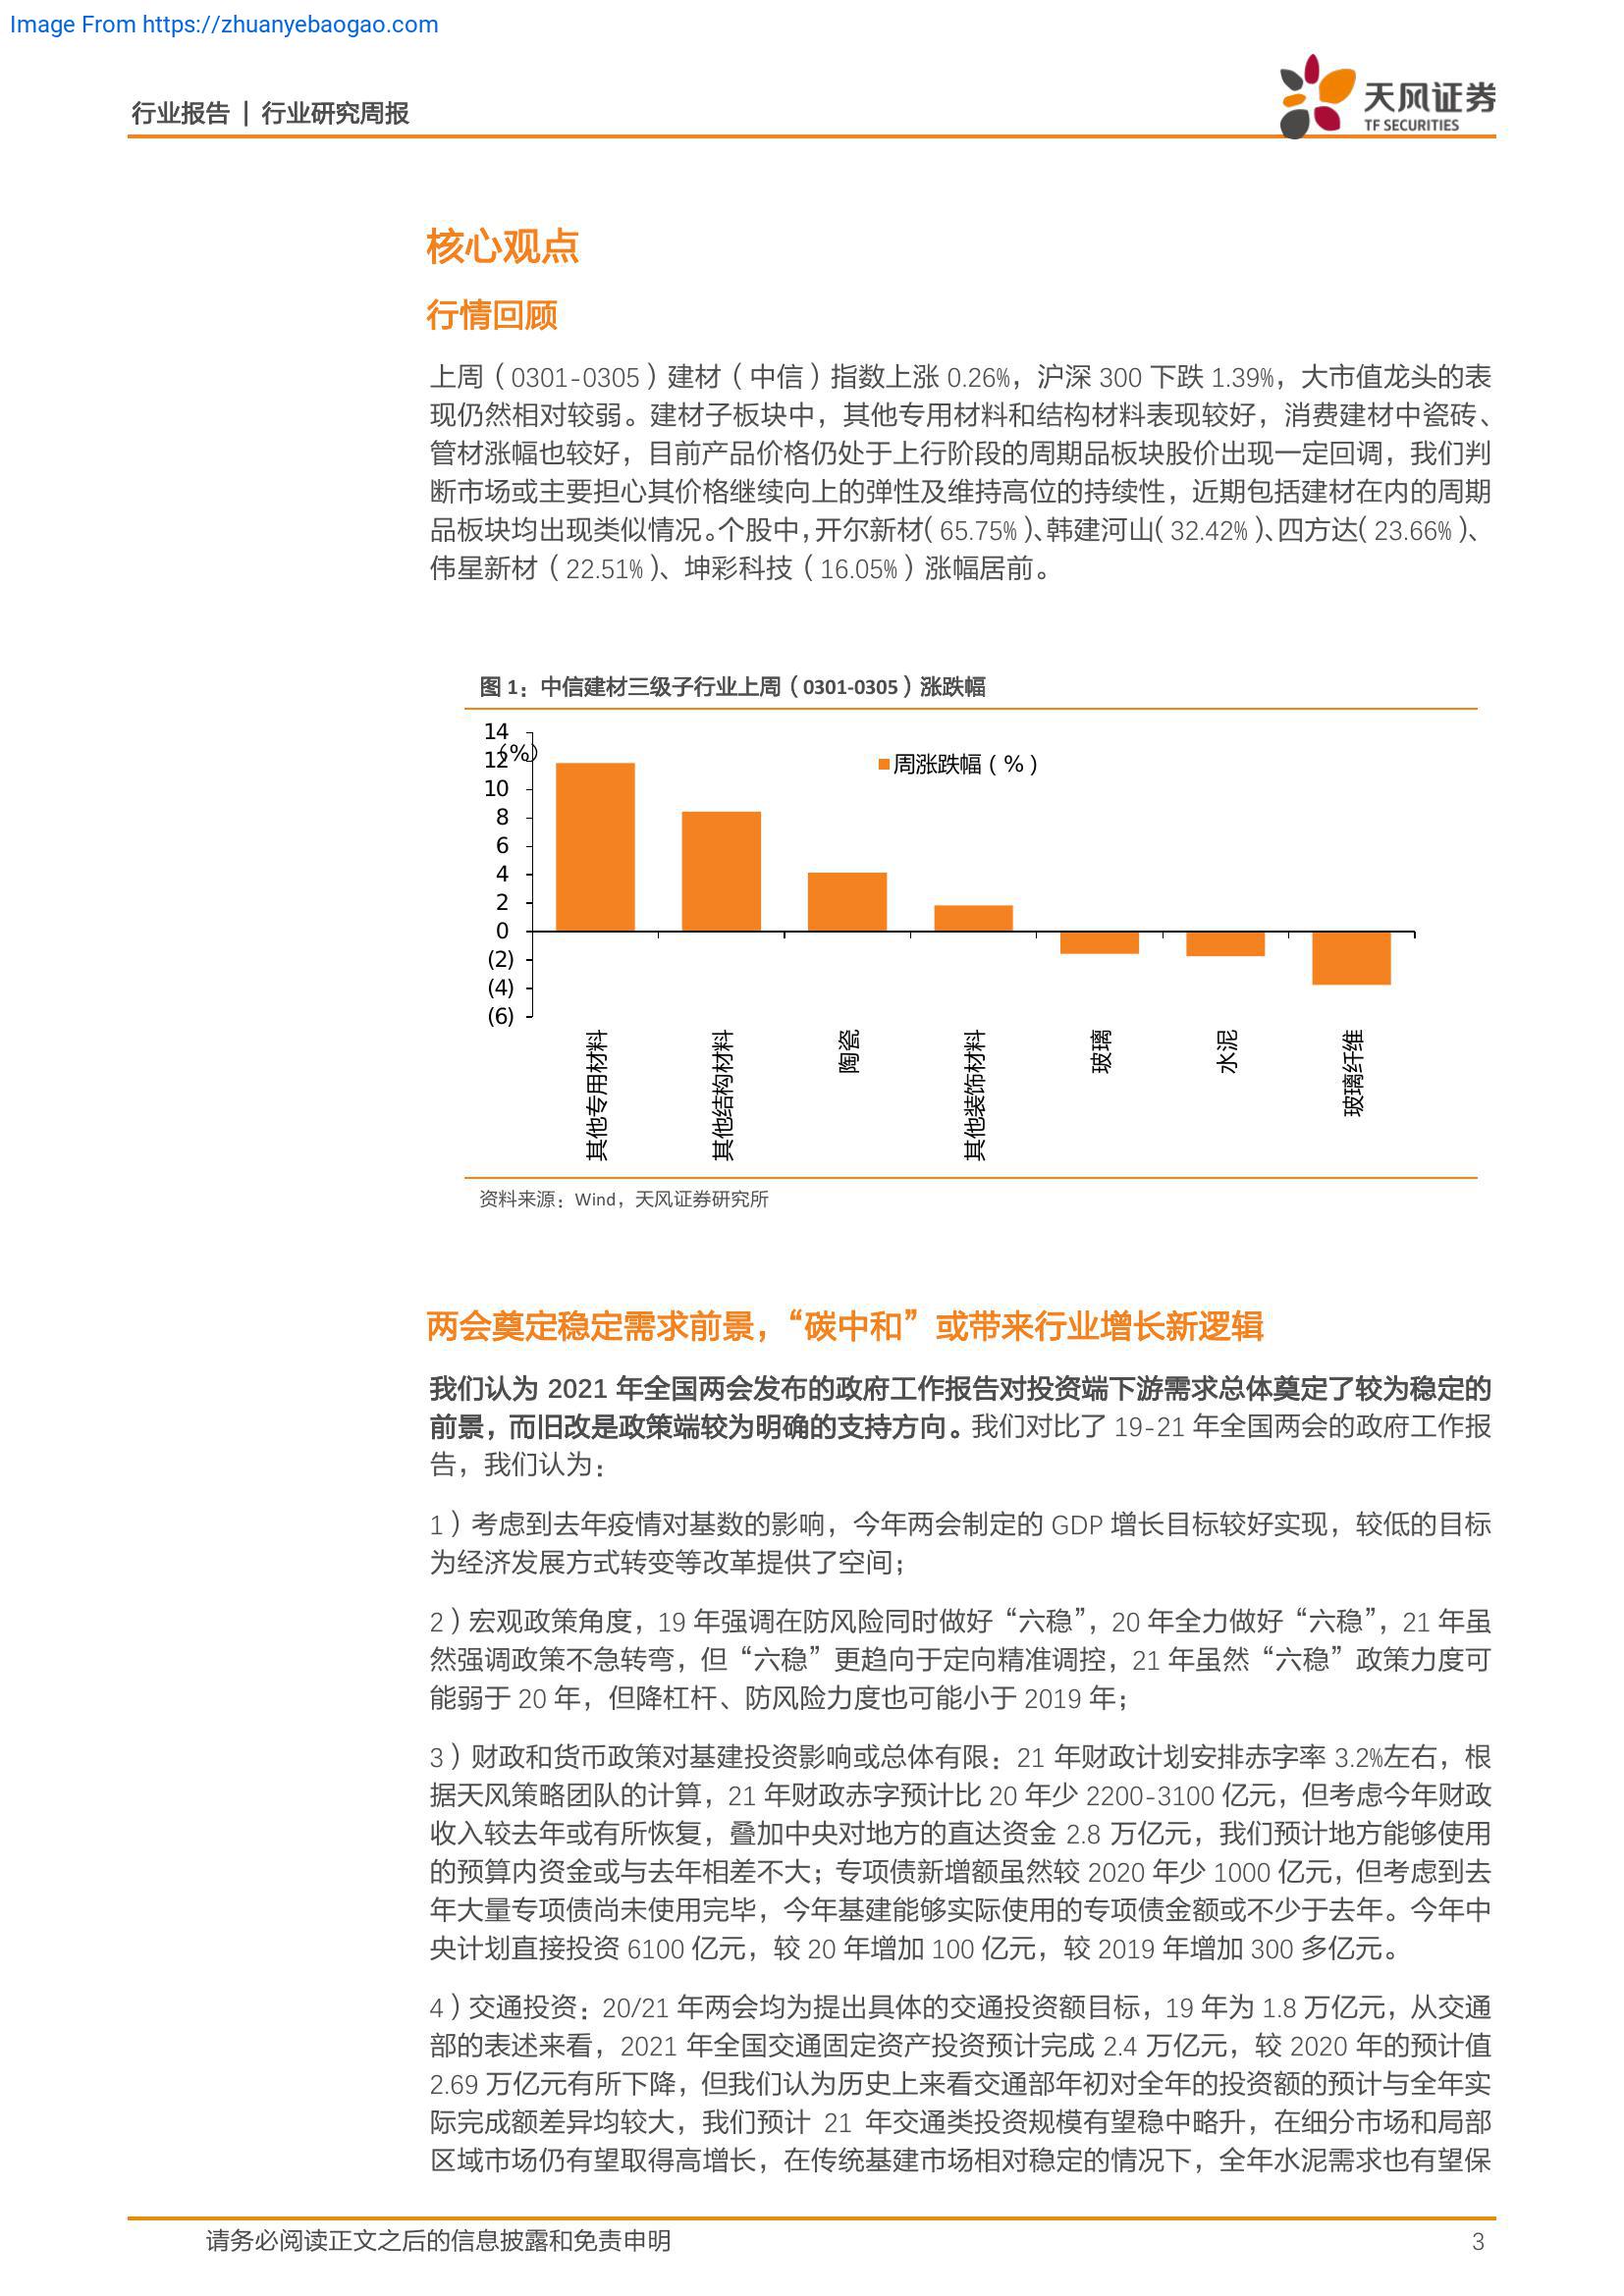 Image From https://zhuanyebaogao.com
行业报告 | 行业研究周报
天风证券
TF SECURITIES
核心观点
行情回顾
上周（0301-0305）建材（中信）指数上涨 0.26%，沪深 300 下跌 1.39%，大市值龙头的表
现仍然相对较弱。建材子板块中，其他专用材料和结构材料表现较好，消费建材中瓷砖、
管材涨幅也较好，目前产品价格仍处于上行阶段的周期品板块股价出现一定回调，我们判
断市场或主要担心其价格继续向上的弹性及维持高位的持续性，近期包括建材在内的周期
品板块均出现类似情况。个股中，开尔新材（65.75%）、韩建河山（32.42%）、四方达（23.66%）、
伟星新材（22.51%）、坤彩科技（16.05%）涨幅居前。
图 1：中信建材三级子行业上周（0301-0305）涨跌幅
14
(%)
12
10
8
6
4
2
0
(2)
(4)
(6)
周涨跌幅（%）
其他专用材料
其他结构材料
陶瓷
其他装饰材料
玻璃
水泥
玻璃纤维
资料来源：Wind，天风证券研究所
两会奠定稳定需求前景，“碳中和”或带来行业增长新逻辑
我们认为 2021 年全国两会发布的政府工作报告对投资端下游需求总体奠定了较为稳定的
前景，而旧改是政策端较为明确的支持方向。我们对比了 19-21 年全国两会的政府工作报
告，我们认为：
1）考虑到去年疫情对基数的影响，今年两会制定的 GDP 增长目标较好实现，较低的目标
为经济发展方式转变等改革提供了空间；
2）宏观政策角度，19 年强调在防风险同时做好“六稳”，20 年全力做好“六稳”，21 年虽
然强调政策不急转弯，但“六稳”更趋向于定向精准调控，21 年虽然“六稳”政策力度可
能弱于 20 年，但降杠杆、防风险力度也可能小于 2019 年；
3）财政和货币政策对基建投资影响或总体有限：21 年财政计划安排赤字率 3.2%左右，根
据天风策略团队的计算，21 年财政赤字预计比 20 年少 2200-3100 亿元，但考虑今年财政
收入较去年或有所恢复，叠加中央对地方的直达资金 2.8 万亿元，我们预计地方能够使用
的预算内资金或与去年相差不大；专项债新增额虽然较 2020 年少 1000 亿元，但考虑到去
年大量专项债尚未使用完毕，今年基建能够实际使用的专项债金额或不少于去年。今年中
央计划直接投资 6100 亿元，较 20 年增加 100 亿元，较 2019 年增加 300 多亿元。
4）交通投资：20/21 年两会均为提出具体的交通投资额目标，19 年为 1.8 万亿元，从交通
部的表述来看，2021 年全国交通固定资产投资预计完成 2.4 万亿元，较 2020 年的预计值
2.69 万亿元有所下降，但我们认为历史上来看交通部年初对全年的投资额的预计与全年实
际完成额差异均较大，我们预计 21 年交通类投资规模有望稳中略升，在细分市场和局部
区域市场仍有望取得高增长，在传统基建市场相对稳定的情况下，全年水泥需求也有望保
请务必阅读正文之后的信息披露和免责申明
3